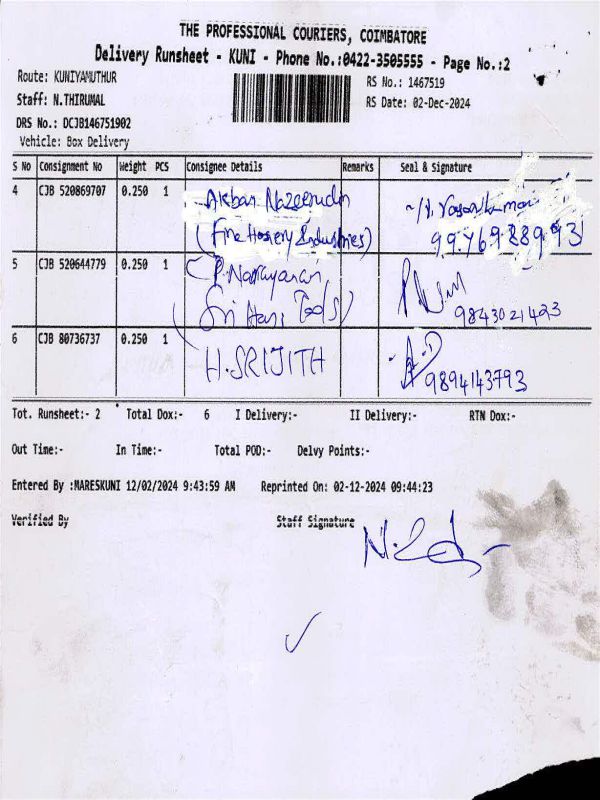 THE PROFESSIONAL COURIERS, COIMBATORE
Delivery Runsheet - KUNI - Phone No.:0422-3505555 - Page No.:2
Route: KUNIYAMUTHUR RS No.: 1467519
Staff: N.THIRUMAL RS Date: 02-Dec-2024
DRS No.: DCJB146751902
Vehicle: Box Delivery
S No Consignment No Weight PCS Consignee Details Remarks Seal & Signature
4 CJB 520869707 0.250 1 Akbar Nazeerudin
(Fine Hosiery Industries) 9976988993
5 CJB 520644779 0.250 1 P. Narayanan
Sri Hari Tools) 9843021423
6 CJB 80736737 0.250 1 H.SRIJITH 9894143793
Tot. Runsheet:- 2 Total Dox:- 6 I Delivery:- II Delivery:- RTN Dox:-
Out Time:- In Time:- Total POD:- Delvy Points:-
Entered By :MARESKUNI 12/02/2024 9:43:59 AM Reprinted On: 02-12-2024 09:44:23
Verified By Staff Signature